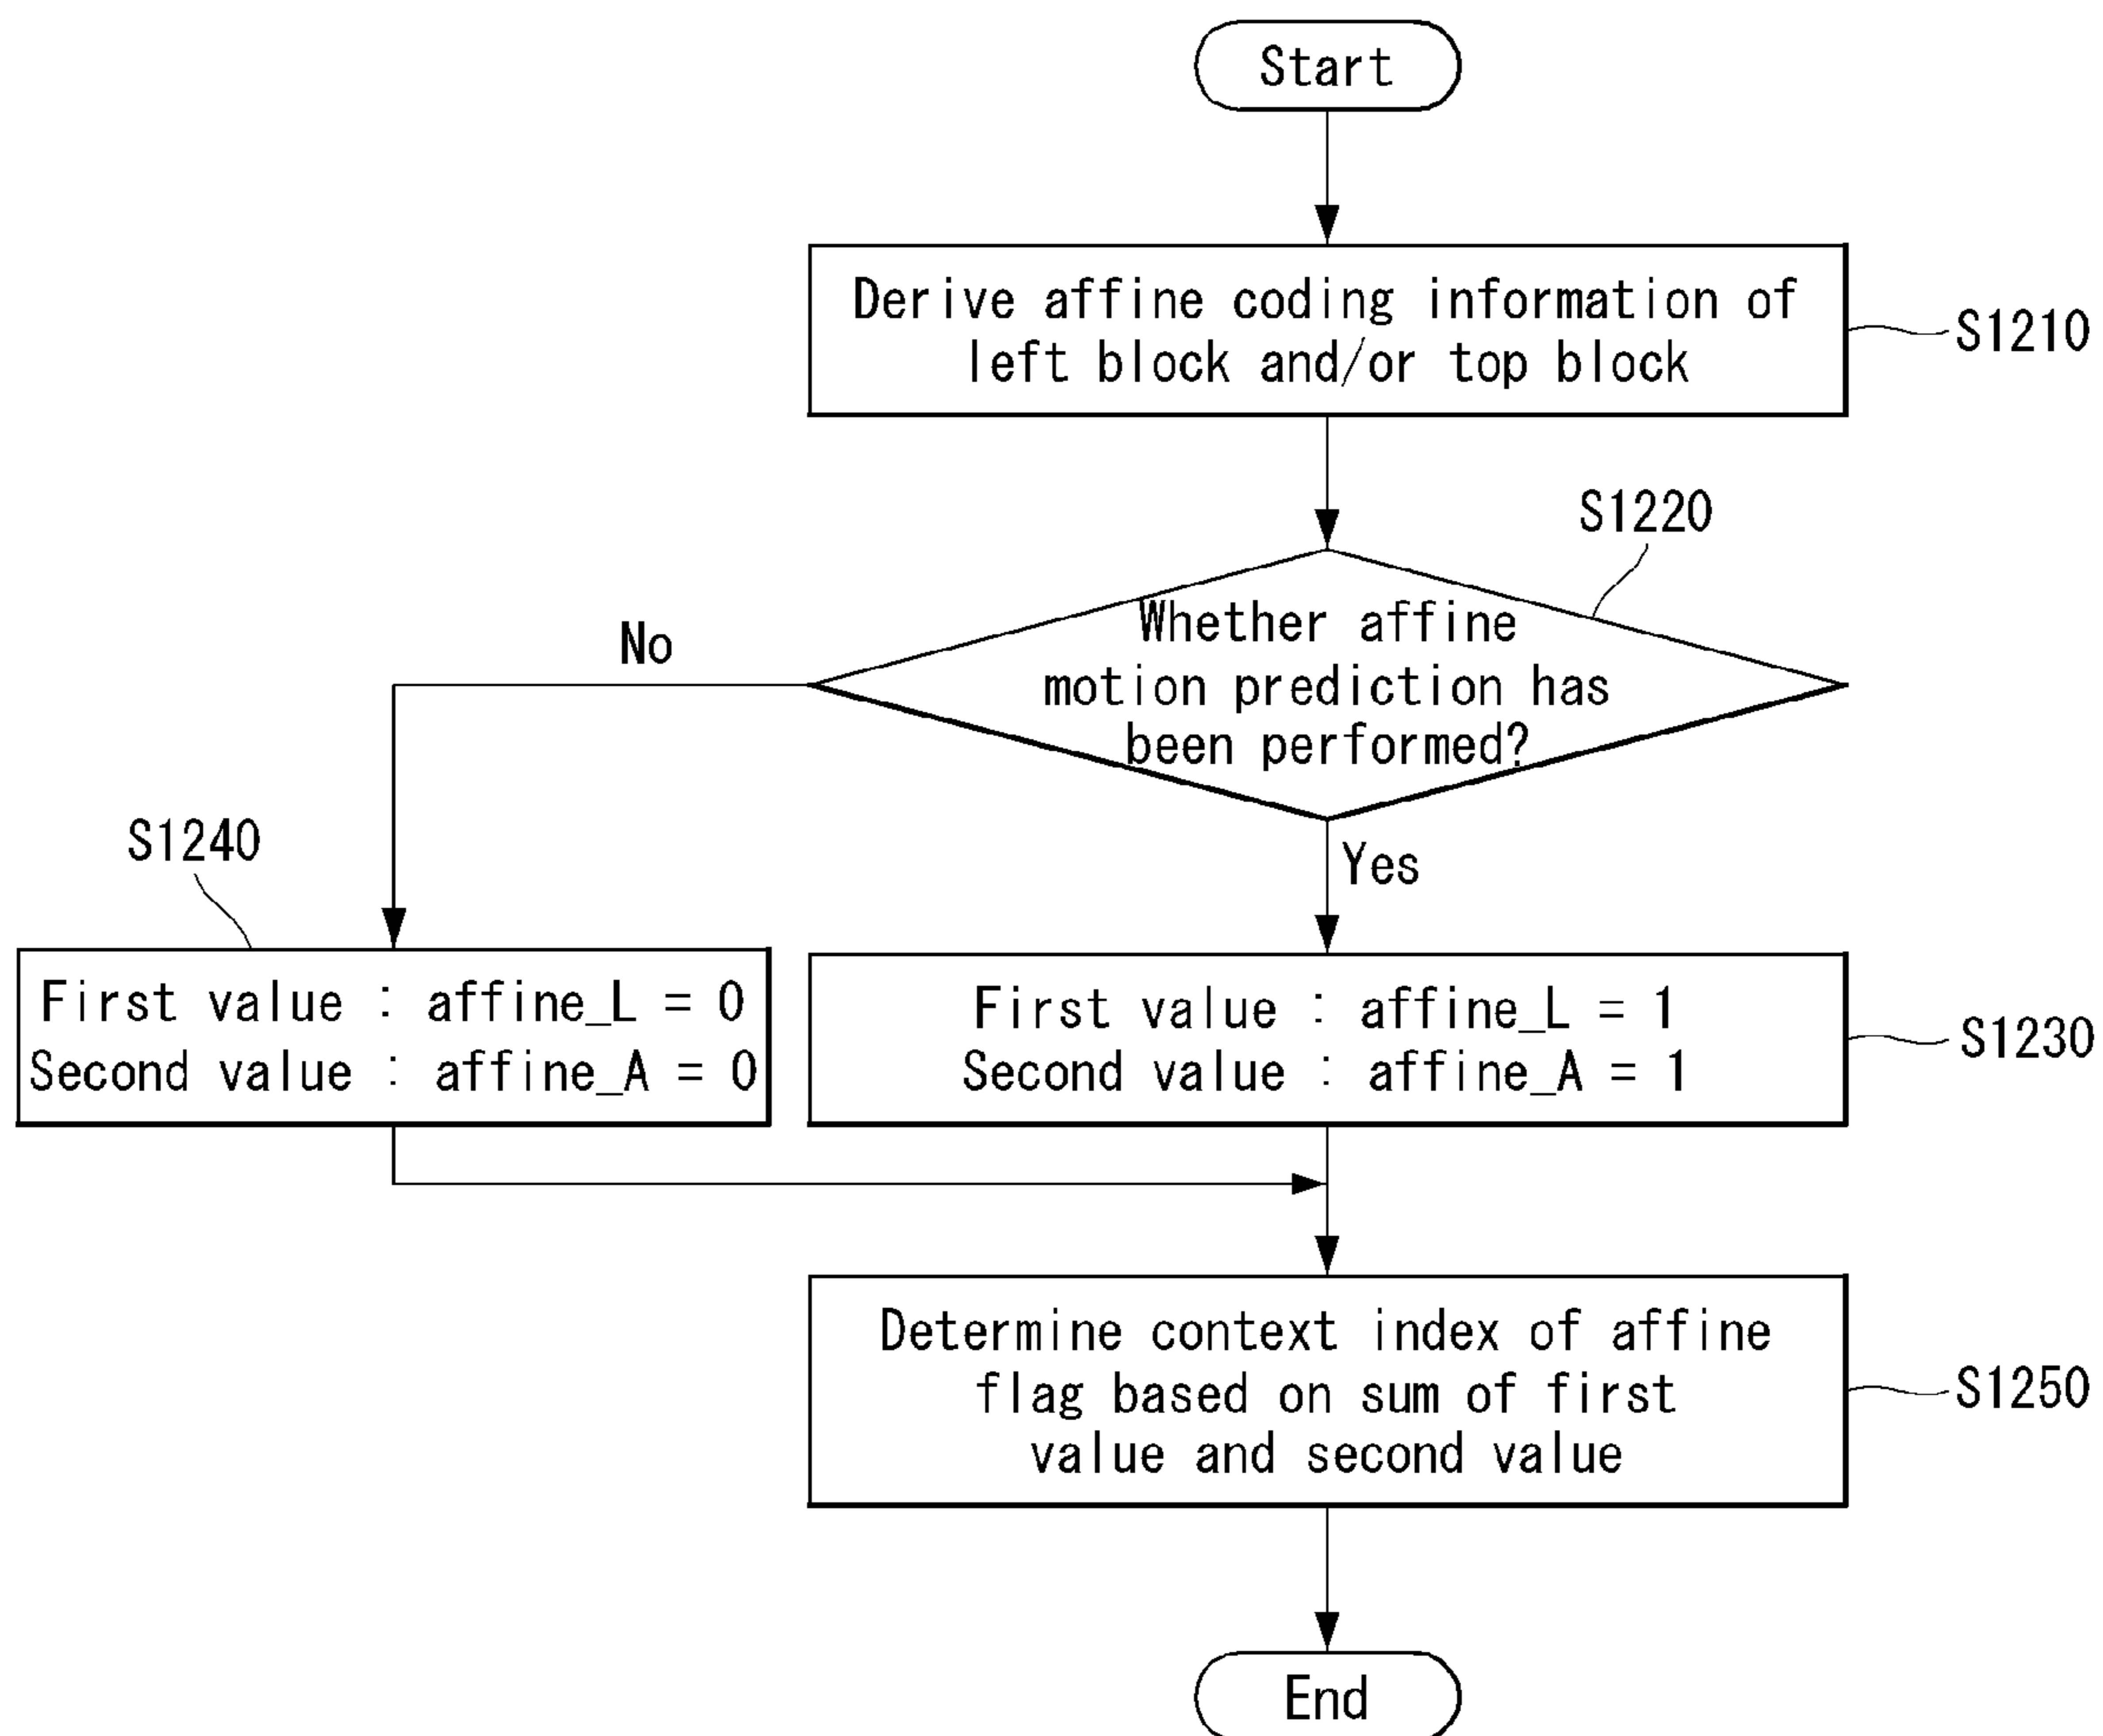 Start
Derive affine coding information of
left block and/or top block
S1210
S1220
Whether affine
motion prediction has
been performed?
No
Yes
S1240
First value : affine_L = 0
Second value : affine_A = 0
First value : affine_L = 1
Second value : affine_A = 1
S1230
Determine context index of affine
flag based on sum of first
value and second value
S1250
End